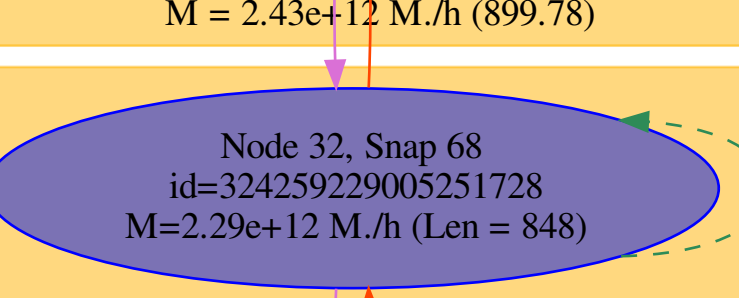 M = 2.43e+12 M./h (899.78)
Node 32, Snap 68
id=324259229005251728
M=2.29e+12 M./h (Len = 848)